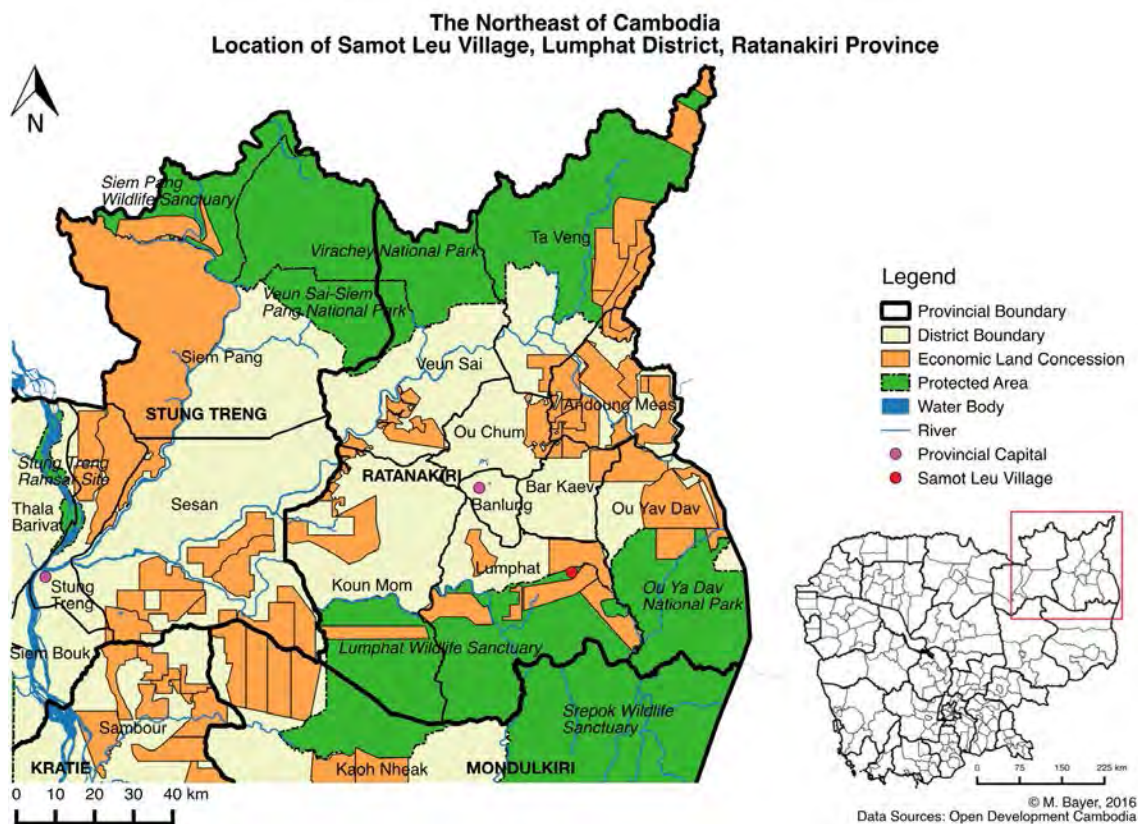 The Northeast of Cambodia
Location of Samot Leu Village, Lumphat District, Ratanakiri Province
N
Siem Pang
Wildlife Sanctuary
Virachey National Park
Ta Veng
Veun Sai-Siem
Pang National Park
Siem Pang
Veun Sai
STUNG TRENG
Andoung Meas
Ou Chum
Stung Treng
Ramsar Site
RATANAKIRI
Bar Kaev
Thala
Barivat
Sesan
Banlung
Ou Yav Dav
Stung
Treng
Koun Mom
Lumphat
Ou Ya Dav
National Park
Siem Bouk
Lumphat Wildlife Sanctuary
Srepok Wildlife
Sanctuary
Sambour
KRATIE
Kaoh Nheak
MONDULKIRI
0 10 20 30 40 km
Legend
Provincial Boundary
District Boundary
Economic Land Concession
Protected Area
Water Body
River
Provincial Capital
Samot Leu Village
0 75 150 225 km
© M. Bayer, 2016
Data Sources: Open Development Cambodia